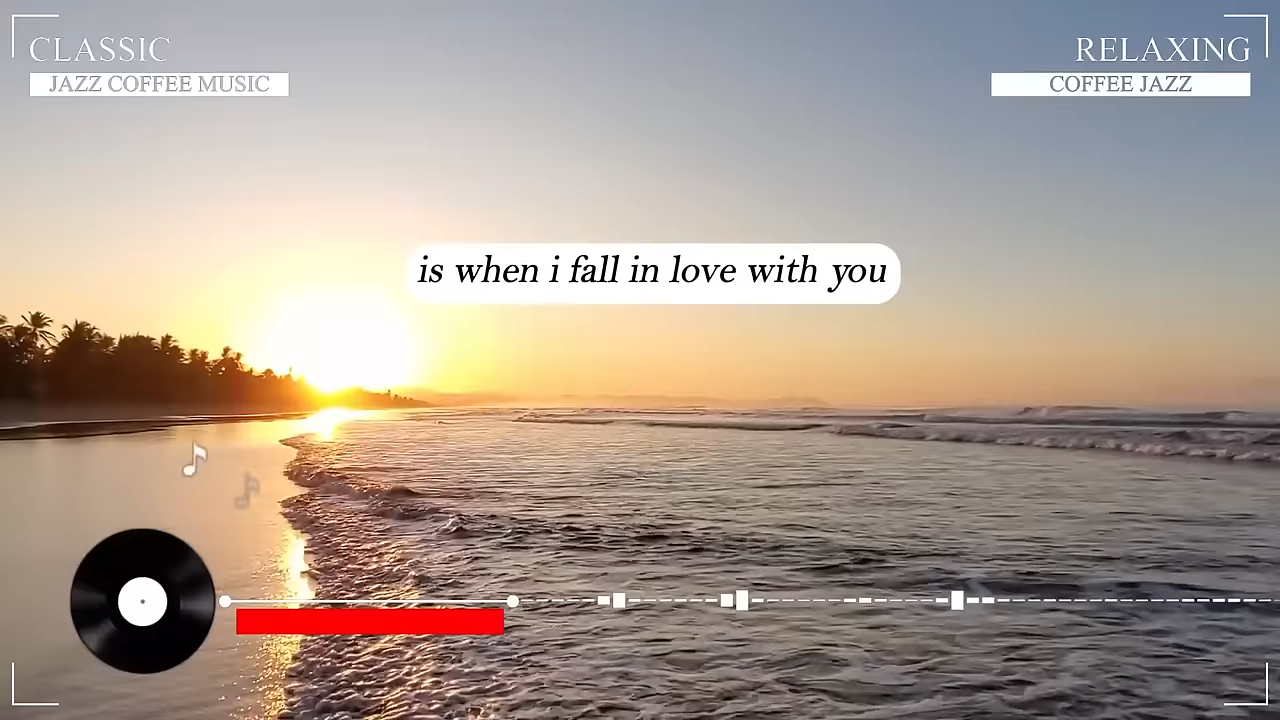 CLASSIC
JAZZ COFFEE MUSIC
RELAXING
COFFEE JAZZ
is when i fall in love with you